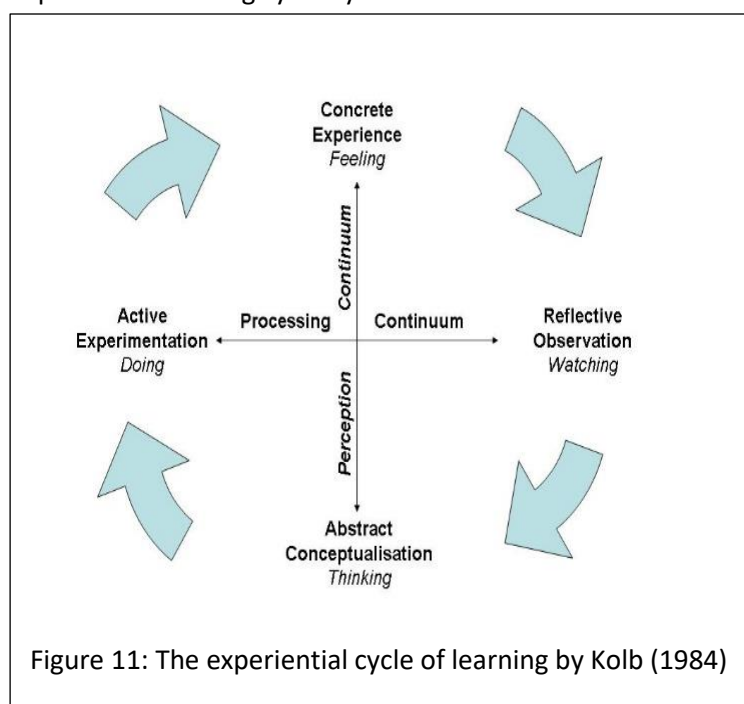 Concrete
Experience
Feeling
Continuum
Active
Experimentation
Doing
Processing
Continuum
Reflective
Observation
Watching
Perception
Abstract
Conceptualisation
Thinking
Figure 11: The experiential cycle of learning by Kolb (1984)